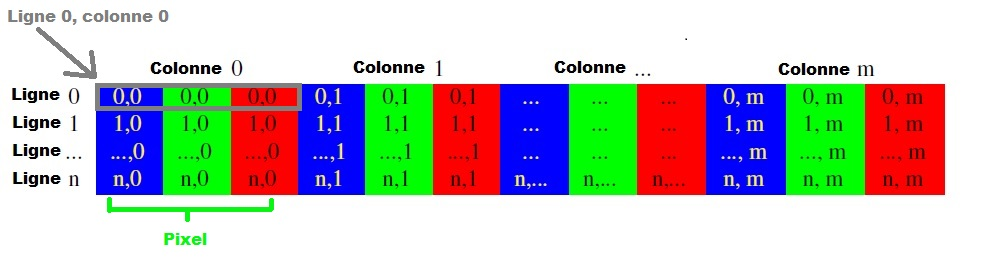 Ligne 0, colonne 0
Colonne 0 Colonne 1 Colonne ... Colonne m
Ligne 0 0,0 0,0 0,0 0,1 0,1 0,1 ... ... ... 0, m 0, m 0, m
Ligne 1 1,0 1,0 1,0 1,1 1,1 1,1 ... ... ... 1, m 1, m 1, m
Ligne ... ...,0 ...,0 ...,0 ...,1 ...,1 ...,1 ... ... ... ..., m ..., m ..., m
Ligne n n,0 n,0 n,0 n,1 n,1 n,1 n,... n,... n,... n, m n, m n, m
Pixel